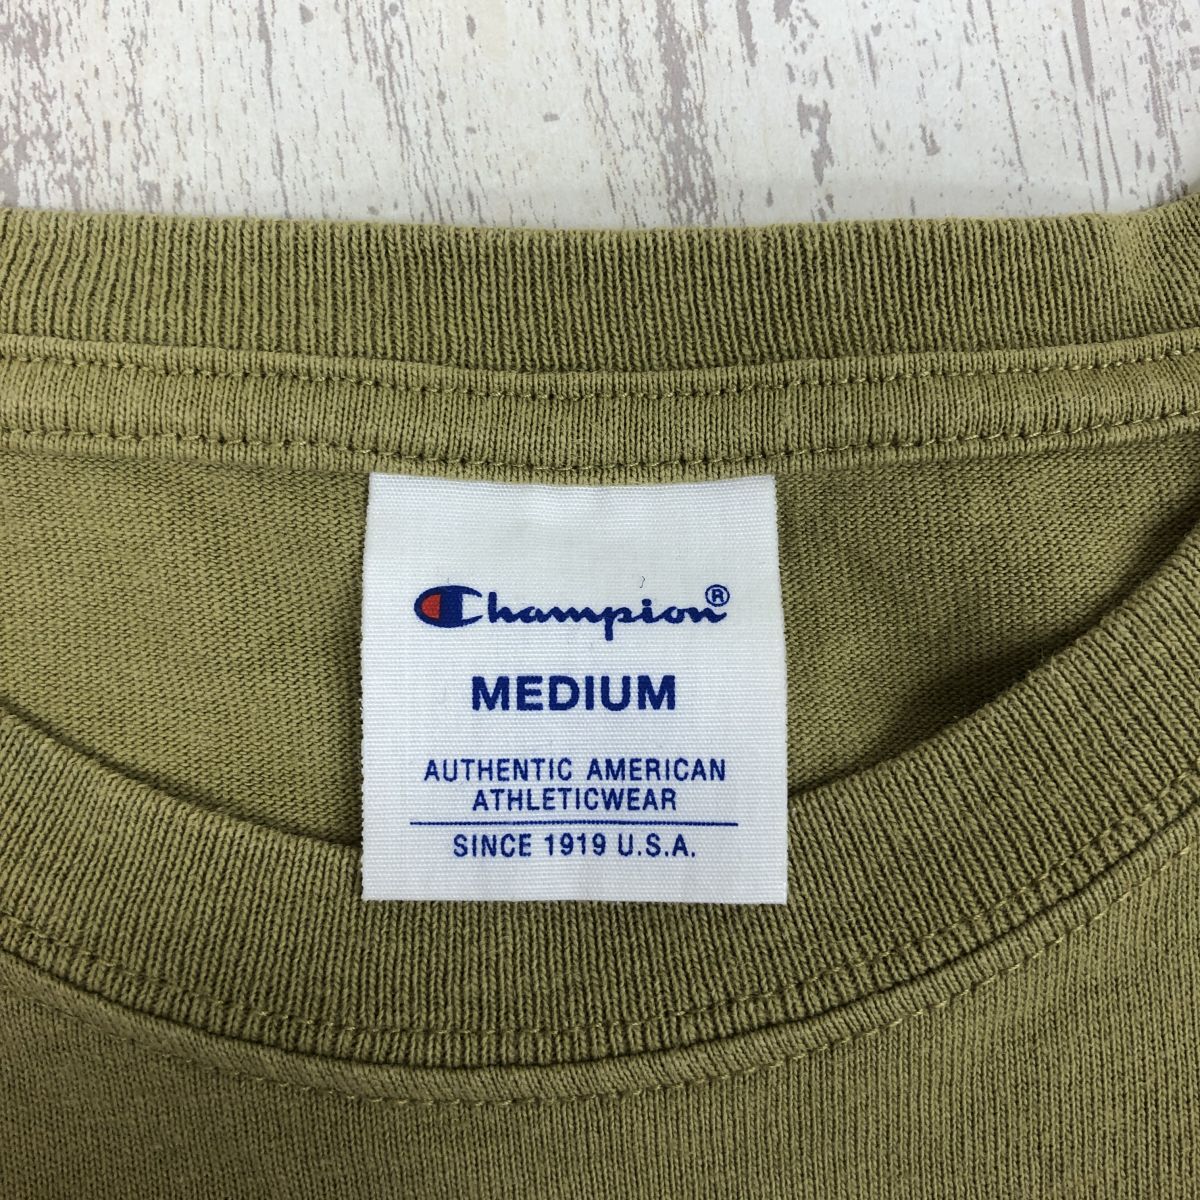 Champion®
MEDIUM
AUTHENTIC AMERICAN
ATHLETICWEAR
SINCE 1919 U.S.A.